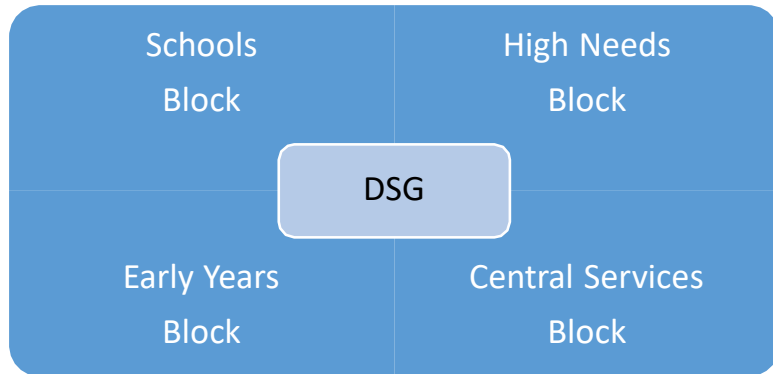 Schools
Block
High Needs
Block
DSG
Early Years
Block
Central Services
Block